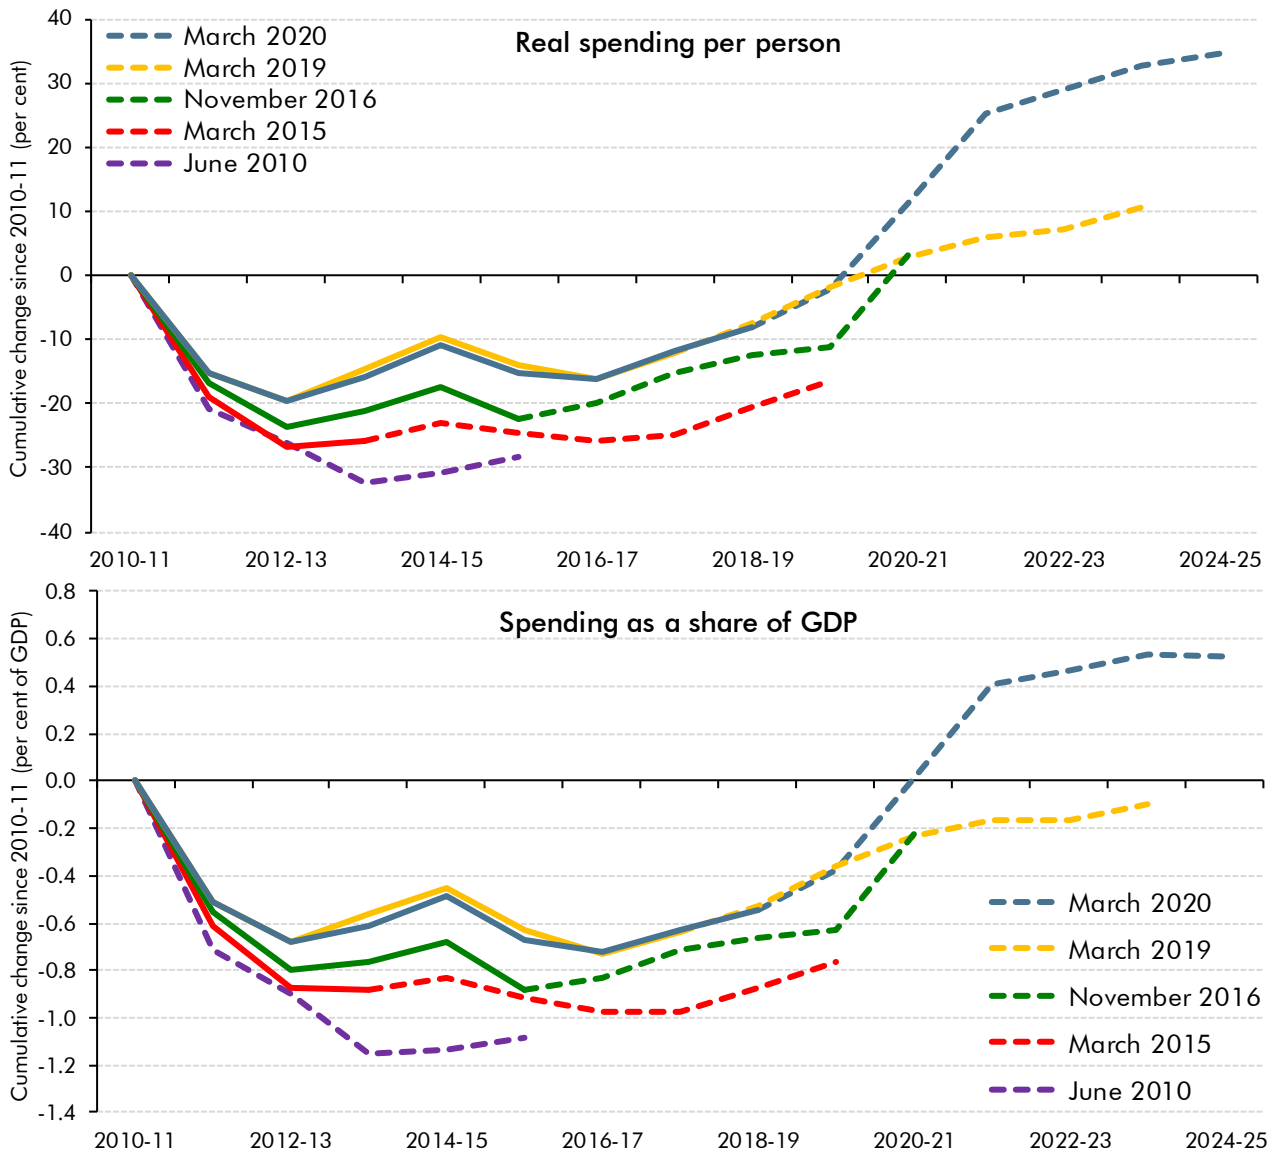 Real spending per person
Cumulative change since 2010-11 (per cent)
40
30
20
10
0
-10
-20
-30
-40
March 2020
March 2019
November 2016
March 2015
June 2010
2010-11 2012-13 2014-15 2016-17 2018-19 2020-21 2022-23 2024-25
Spending as a share of GDP
Cumulative change since 2010-11 (per cent of GDP)
0.8
0.6
0.4
0.2
0.0
-0.2
-0.4
-0.6
-0.8
-1.0
-1.2
-1.4
March 2020
March 2019
November 2016
March 2015
June 2010
2010-11 2012-13 2014-15 2016-17 2018-19 2020-21 2022-23 2024-25